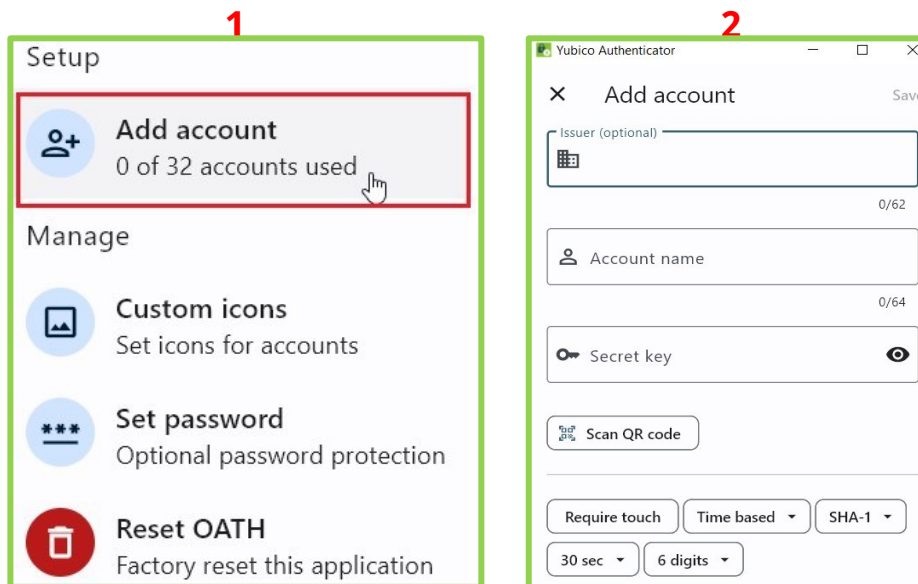 1
Setup
Add account
0 of 32 accounts used
Manage
Custom icons
Set icons for accounts
Set password
Optional password protection
Reset OATH
Factory reset this application
2
Yubico Authenticator
Add account
Save
Issuer (optional)
0/62
Account name
0/64
Secret key
Scan QR code
Require touch Time based SHA-1
30 sec 6 digits